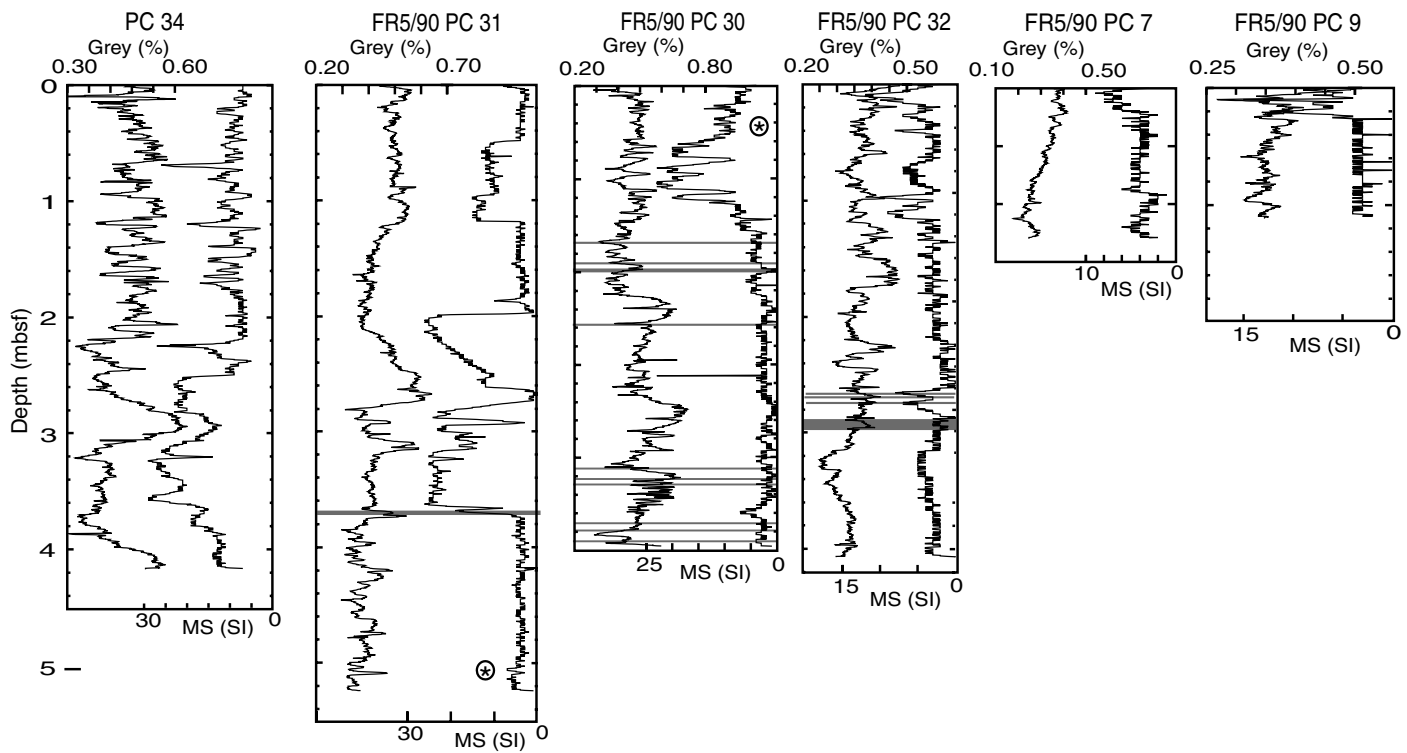 PC 34
Grey (%)
0.30 0.60
FR5/90 PC 31
Grey (%)
0.20 0.70
FR5/90 PC 30
Grey (%)
0.20 0.80
FR5/90 PC 32
Grey (%)
0.20 0.50
FR5/90 PC 7
Grey (%)
0.10 0.50
FR5/90 PC 9
Grey (%)
0.25 0.50
Depth (mbsf)
0
1
2
3
4
5
30 0
MS (SI)
30 0
MS (SI)
25 0
MS (SI)
15 0
MS (SI)
10 0
MS (SI)
15 0
MS (SI)
*
*